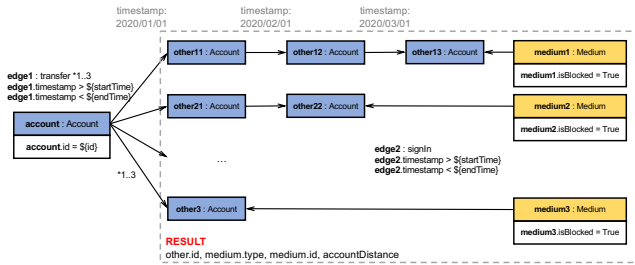 timestamp: 2020/01/01
timestamp: 2020/02/01
timestamp: 2020/03/01
other11 : Account
other12 : Account
other13 : Account
medium1 : Medium
medium1.isBlocked = True
edge1 : transfer *1..3
edge1.timestamp > ${startTime}
edge1.timestamp < ${endTime}
other21 : Account
other22 : Account
medium2 : Medium
medium2.isBlocked = True
account : Account
account.id = ${id}
...
edge2 : signIn
edge2.timestamp > ${startTime}
edge2.timestamp < ${endTime}
*1..3
other3 : Account
medium3 : Medium
medium3.isBlocked = True
RESULT
other.id, medium.type, medium.id, accountDistance